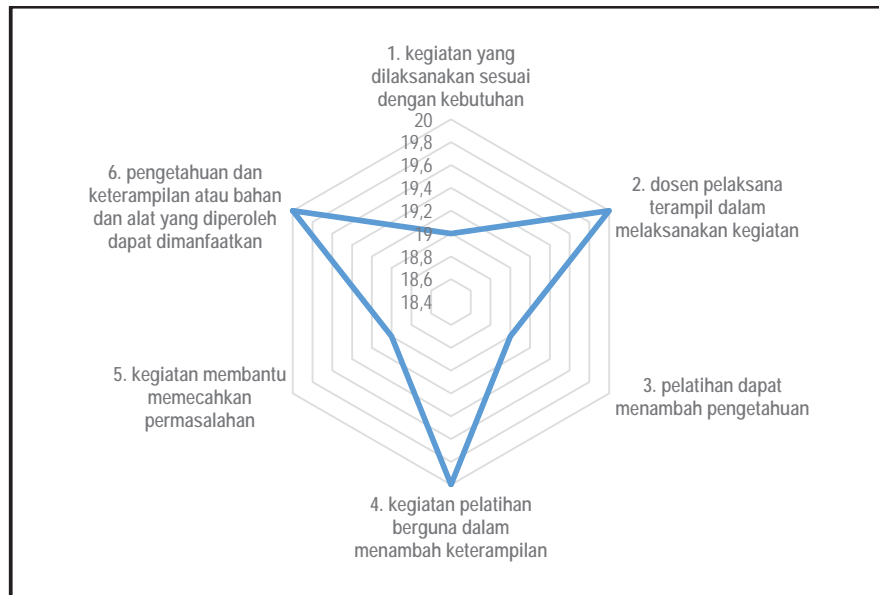 1. kegiatan yang
dilaksanakan sesuai
dengan kebutuhan
20
19,8
19,6
19,4
19,2
19
18,8
18,6
18,4
2. dosen pelaksana
terampil dalam
melaksanakan kegiatan
3. pelatihan dapat
menambah pengetahuan
4. kegiatan pelatihan
berguna dalam
menambah keterampilan
5. kegiatan membantu
memecahkan
permasalahan
6. pengetahuan dan
keterampilan atau bahan
dan alat yang diperoleh
dapat dimanfaatkan